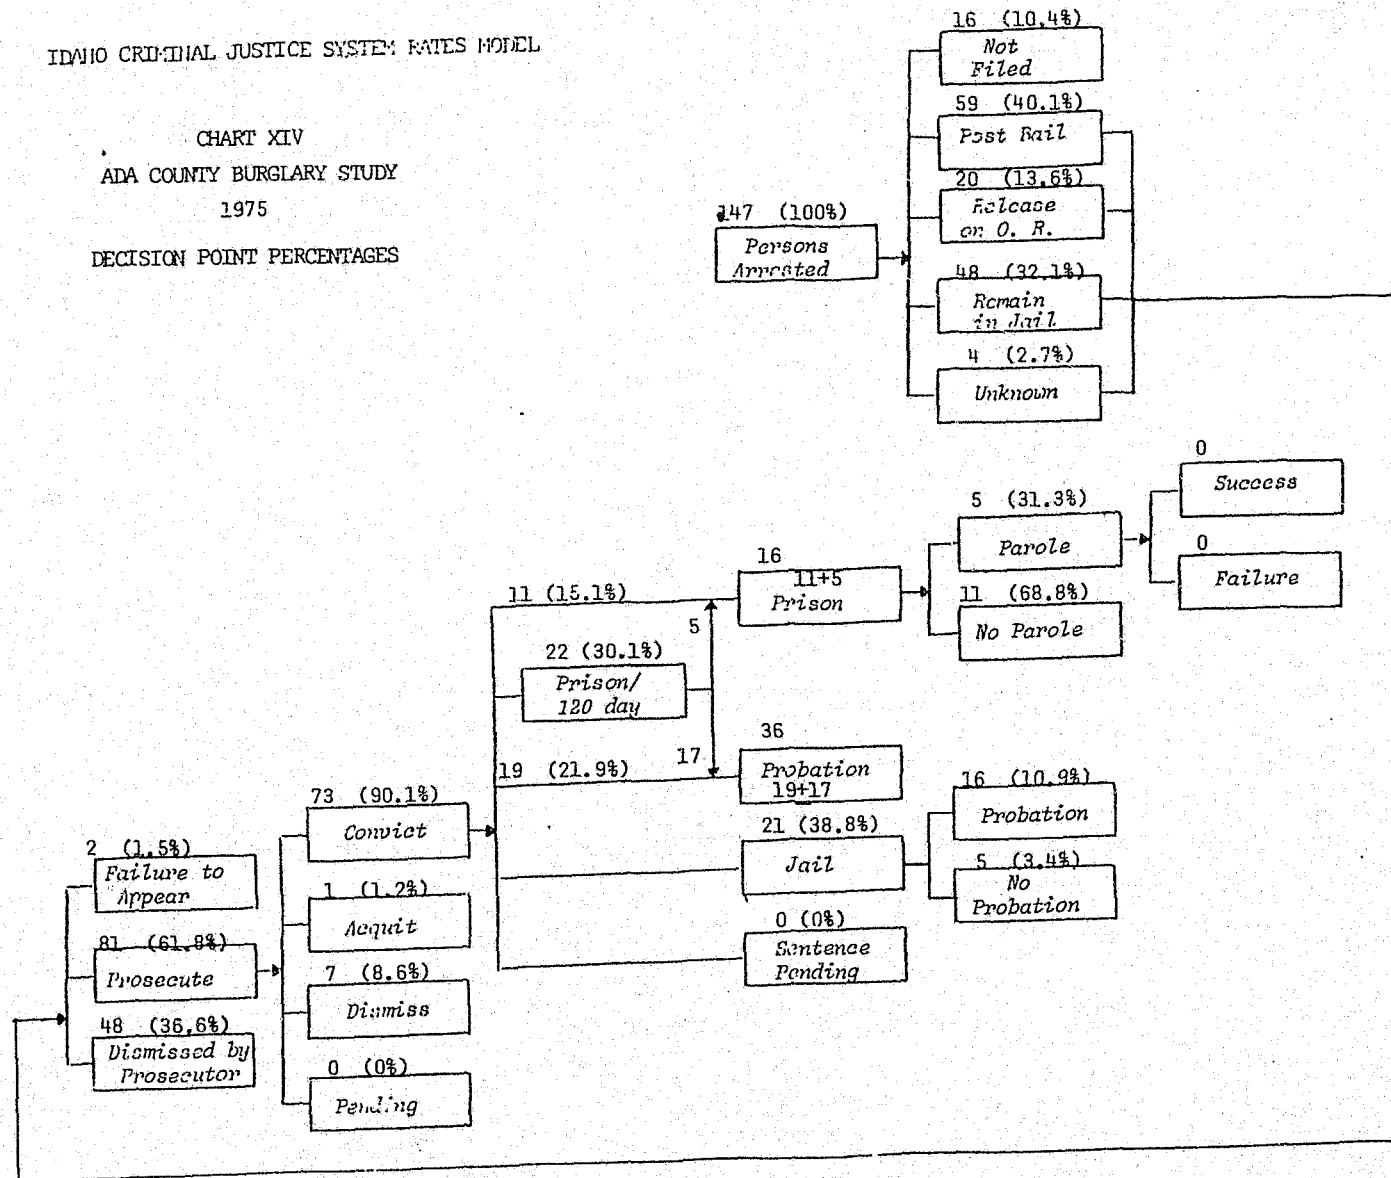 IDAHO CRIMINAL JUSTICE SYSTEM RATES MODEL
CHART XIV
ADA COUNTY BURGLARY STUDY
1975
DECISION POINT PERCENTAGES
147 (100%)
Persons
Arrested
16 (10.4%)
Not
Filed
59 (40.1%)
Post Bail
20 (13.6%)
Release
on O. R.
48 (32.1%)
Remain
in Jail
4 (2.7%)
Unknown
2 (1.5%)
Failure to
Appear
81 (61.8%)
Prosecute
48 (36.6%)
Dismissed by
Prosecutor
73 (90.1%)
Convict
1 (1.2%)
Acquit
7 (8.6%)
Dismiss
0 (0%)
Pending
11 (15.1%)
22 (30.1%)
Prison/
120 day
5
17
19 (21.9%)
16
11+5
Prison
36
Probation
19+17
21 (38.8%)
Jail
0 (0%)
Sentence
Pending
5 (31.3%)
Parole
11 (68.8%)
No Parole
0
Success
0
Failure
16 (10.9%)
Probation
5 (3.4%)
No
Probation